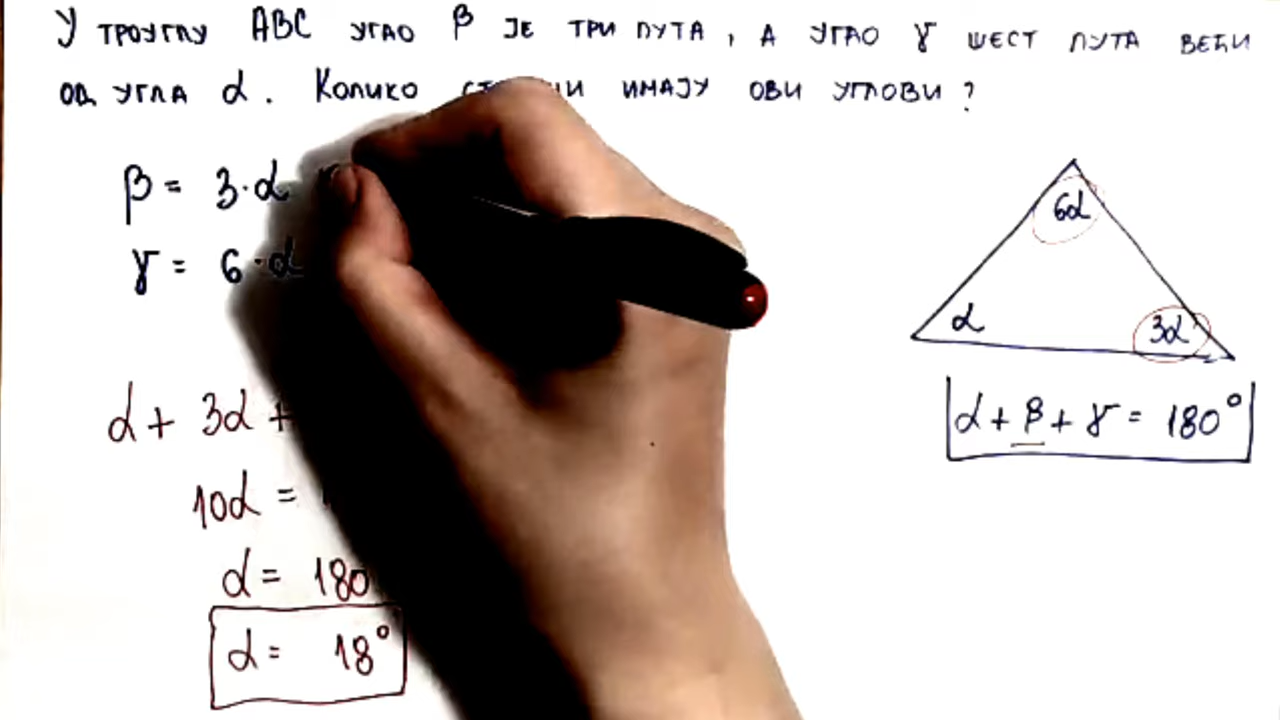 У ТРОУГЛУ ABC УГАО β ЈЕ ТРИ ПУТА, А УГАО γ ШЕСТ ПУТА ВЕЋИ
ОД УГЛА α. КОЛИКО ИМАЈУ ОВИ УГЛОВИ?
β = 3·α
γ = 6·α
α + 3α +
10α =
α = 180
α = 18°
6α
α
3α
α + β + γ = 180°